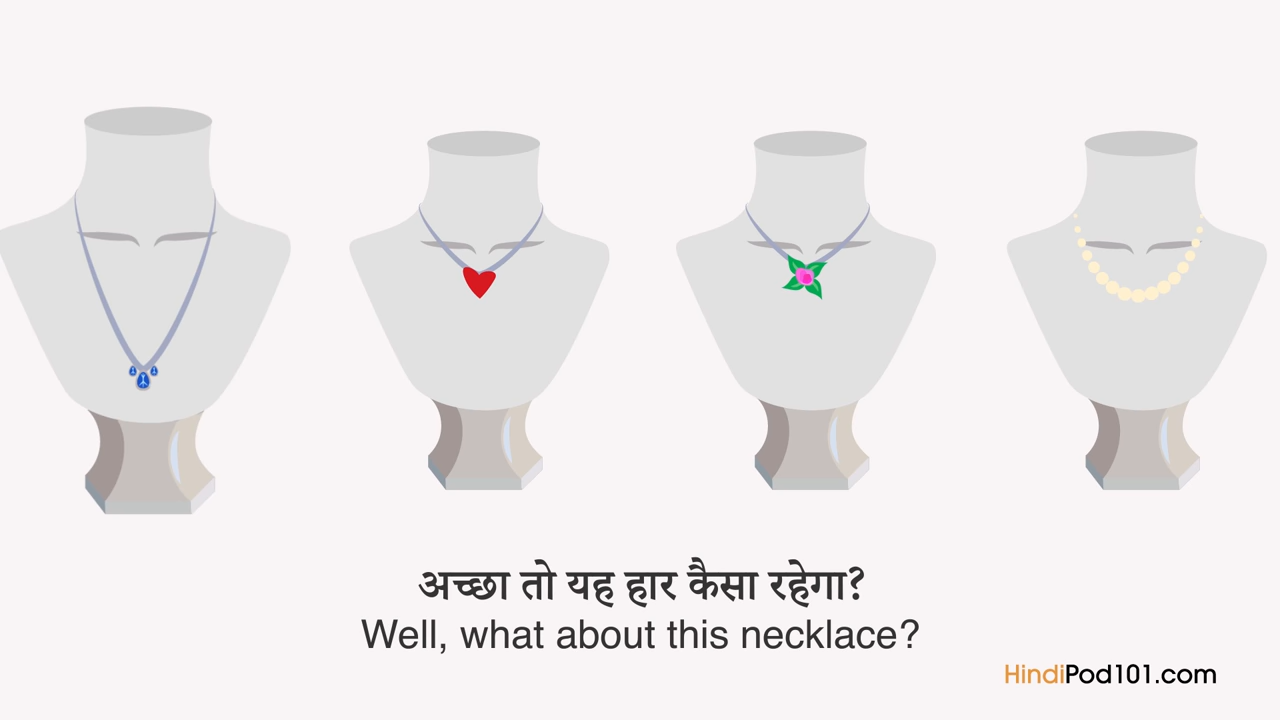 अच्छा तो यह हार कैसा रहेगा?
Well, what about this necklace?
HindiPod101.com